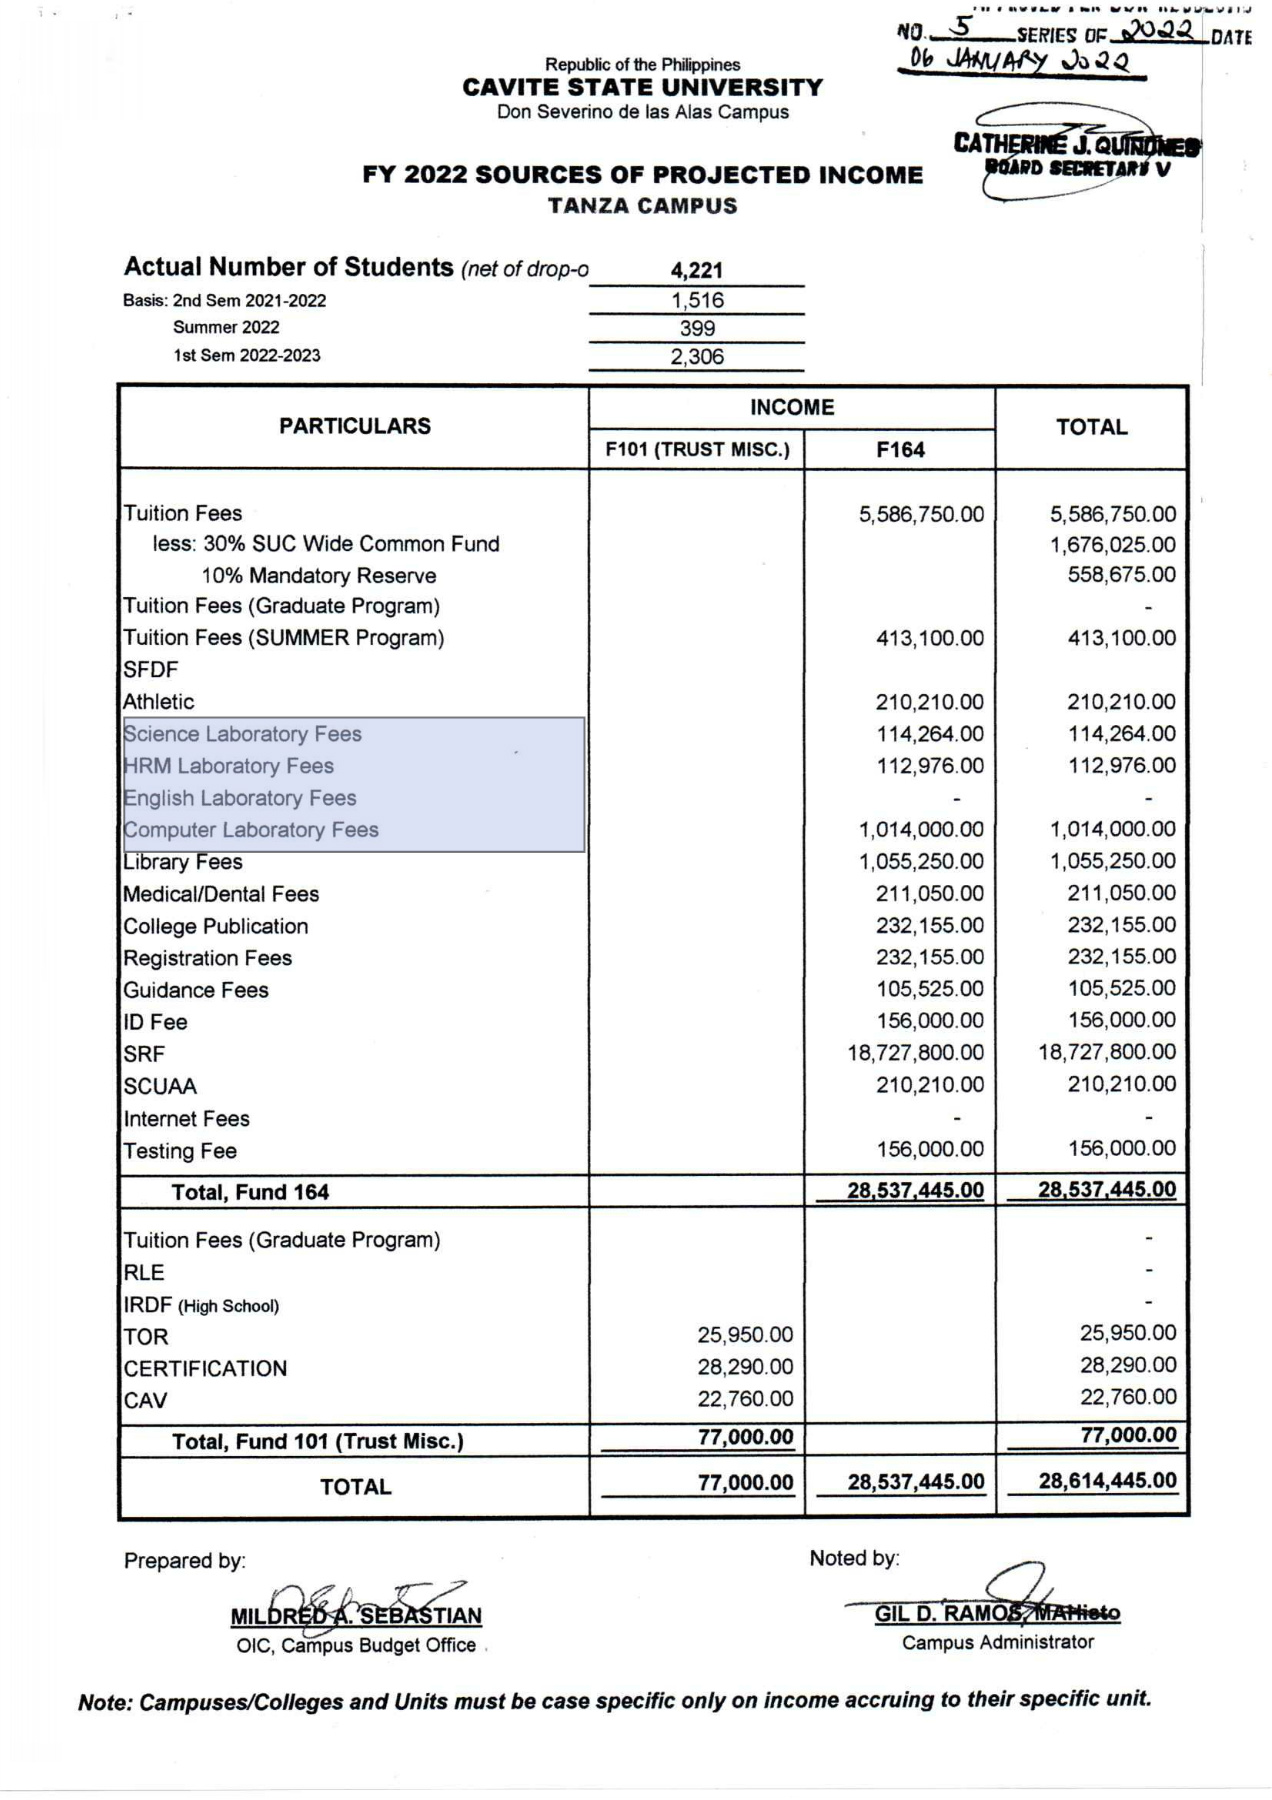 NO. 5 SERIES OF 2022 DATE
06 JANUARY 2022
Republic of the Philippines
CAVITE STATE UNIVERSITY
Don Severino de las Alas Campus
CATHERINE J. QUINONES
BOARD SECRETARY V
FY 2022 SOURCES OF PROJECTED INCOME
TANZA CAMPUS
Actual Number of Students (net of drop-o 4,221
Basis: 2nd Sem 2021-2022 1,516
Summer 2022 399
1st Sem 2022-2023 2,306
PARTICULARS INCOME TOTAL
F101 (TRUST MISC.) F164
Tuition Fees 5,586,750.00 5,586,750.00
less: 30% SUC Wide Common Fund 1,676,025.00
10% Mandatory Reserve 558,675.00
Tuition Fees (Graduate Program) -
Tuition Fees (SUMMER Program) 413,100.00 413,100.00
SFDF
Athletic 210,210.00 210,210.00
Science Laboratory Fees 114,264.00 114,264.00
HRM Laboratory Fees 112,976.00 112,976.00
English Laboratory Fees - -
Computer Laboratory Fees 1,014,000.00 1,014,000.00
Library Fees 1,055,250.00 1,055,250.00
Medical/Dental Fees 211,050.00 211,050.00
College Publication 232,155.00 232,155.00
Registration Fees 232,155.00 232,155.00
Guidance Fees 105,525.00 105,525.00
ID Fee 156,000.00 156,000.00
SRF 18,727,800.00 18,727,800.00
SCUAA 210,210.00 210,210.00
Internet Fees - -
Testing Fee 156,000.00 156,000.00
Total, Fund 164 28,537,445.00 28,537,445.00
Tuition Fees (Graduate Program) -
RLE -
IRDF (High School) -
TOR 25,950.00 25,950.00
CERTIFICATION 28,290.00 28,290.00
CAV 22,760.00 22,760.00
Total, Fund 101 (Trust Misc.) 77,000.00 77,000.00
TOTAL 77,000.00 28,537,445.00 28,614,445.00
Prepared by: Noted by:
MILDRED A. SEBASTIAN GIL D. RAMOS, MAHisto
OIC, Campus Budget Office Campus Administrator
Note: Campuses/Colleges and Units must be case specific only on income accruing to their specific unit.